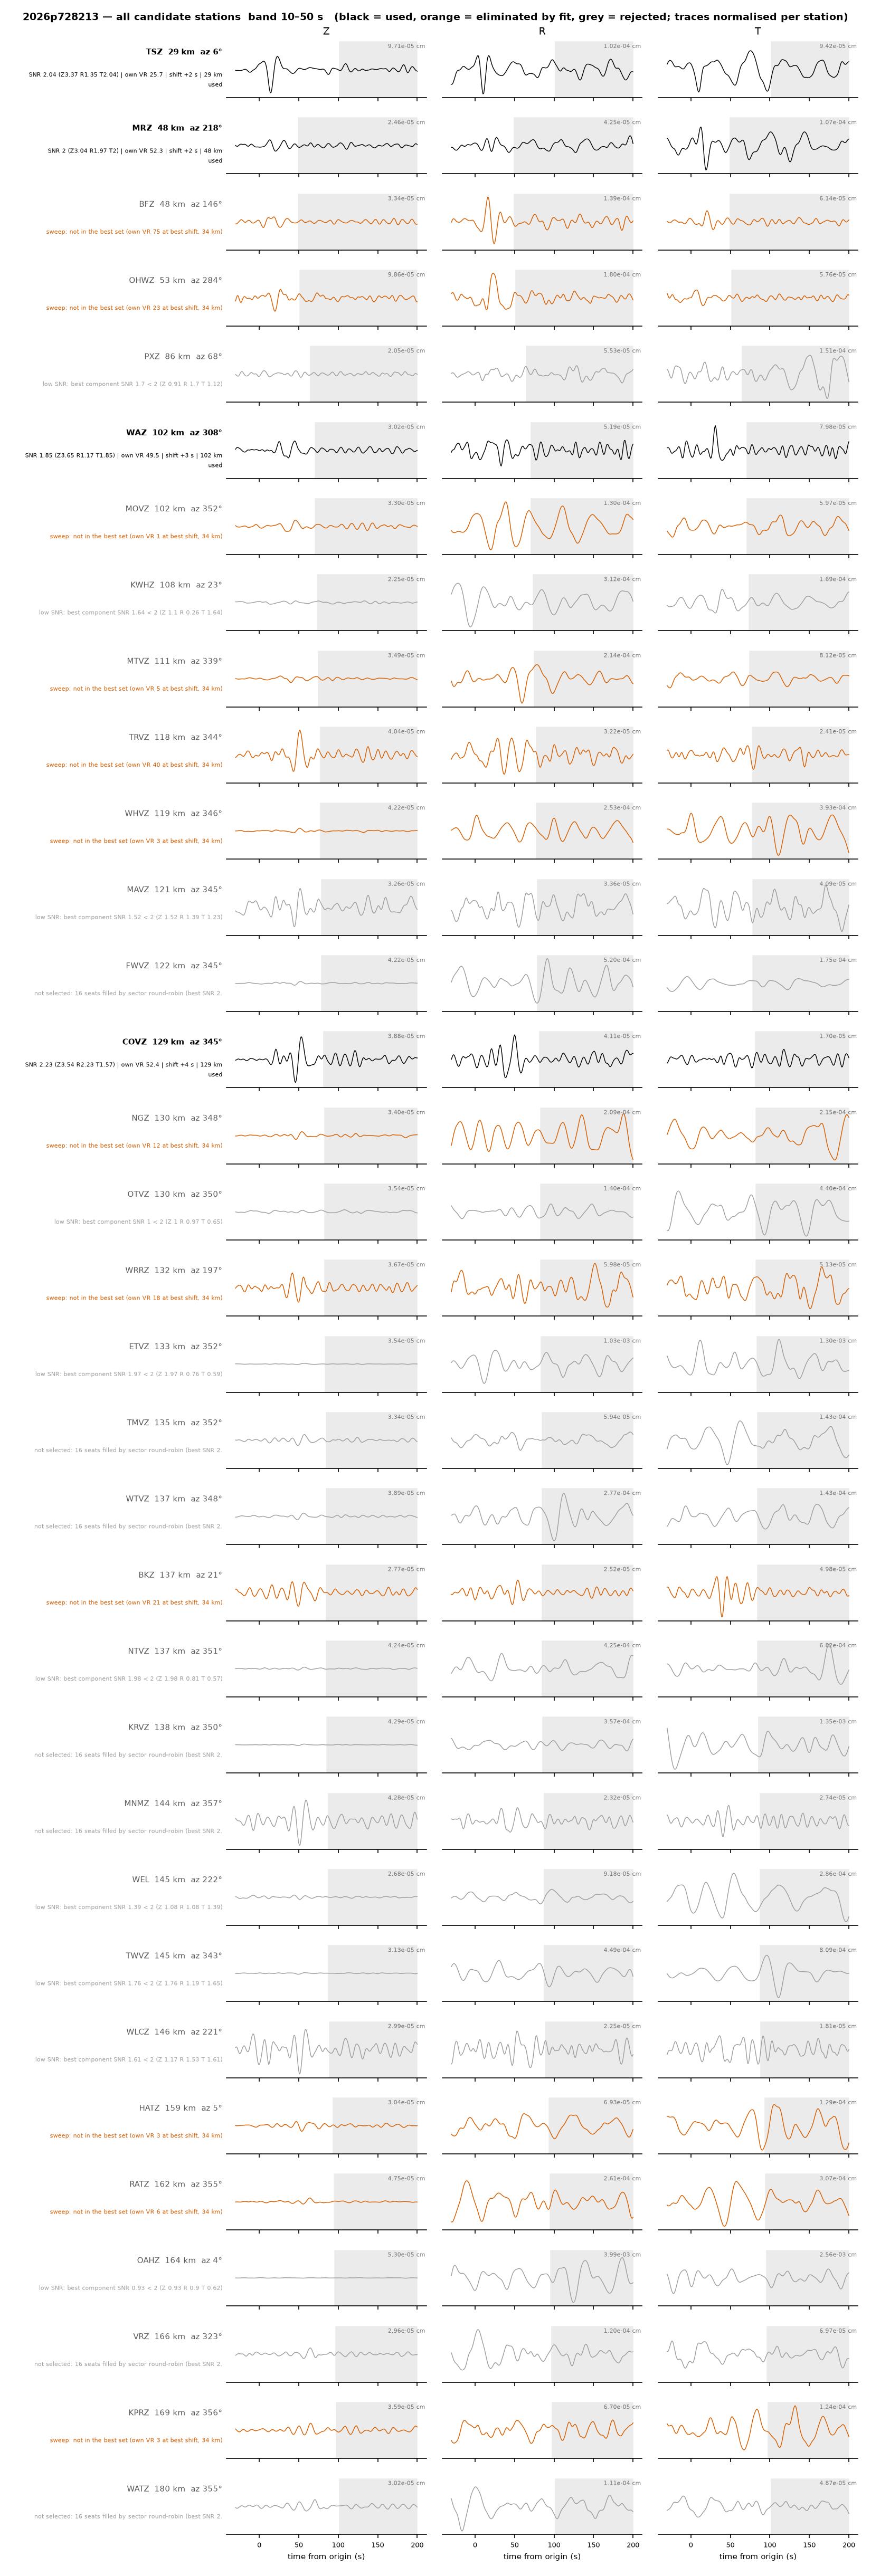 2026p728213 — all candidate stations  band 10–50 s   (black = used, orange = eliminated by fit, grey = rejected; traces normalised per station)
Z R T
TSZ  29 km  az 6°
SNR 2.04 (Z3.37 R1.35 T2.04) | own VR 25.7 | shift +2 s | 29 km
used
9.71e-05 cm 1.02e-04 cm 9.42e-05 cm
MRZ  48 km  az 218°
SNR 2 (Z3.04 R1.97 T2) | own VR 52.3 | shift +2 s | 48 km
used
2.46e-05 cm 4.25e-05 cm 1.07e-04 cm
BFZ  48 km  az 146°
sweep: not in the best set (own VR 75 at best shift, 34 km)
3.34e-05 cm 1.39e-04 cm 6.14e-05 cm
OHWZ  53 km  az 284°
sweep: not in the best set (own VR 23 at best shift, 34 km)
9.86e-05 cm 1.80e-04 cm 5.76e-05 cm
PXZ  86 km  az 68°
low SNR: best component SNR 1.7 < 2 (Z 0.91 R 1.7 T 1.12)
2.05e-05 cm 5.53e-05 cm 1.51e-04 cm
WAZ  102 km  az 308°
SNR 1.85 (Z3.65 R1.17 T1.85) | own VR 49.5 | shift +3 s | 102 km
used
3.02e-05 cm 5.19e-05 cm 7.98e-05 cm
MOVZ  102 km  az 352°
sweep: not in the best set (own VR 1 at best shift, 34 km)
3.30e-05 cm 1.30e-04 cm 5.97e-05 cm
KWHZ  108 km  az 23°
low SNR: best component SNR 1.64 < 2 (Z 1.1 R 0.26 T 1.64)
2.25e-05 cm 3.12e-04 cm 1.69e-04 cm
MTVZ  111 km  az 339°
sweep: not in the best set (own VR 5 at best shift, 34 km)
3.49e-05 cm 2.14e-04 cm 8.12e-05 cm
TRVZ  118 km  az 344°
sweep: not in the best set (own VR 40 at best shift, 34 km)
4.04e-05 cm 3.22e-05 cm 2.41e-05 cm
WHVZ  119 km  az 346°
sweep: not in the best set (own VR 3 at best shift, 34 km)
4.22e-05 cm 2.53e-04 cm 3.93e-04 cm
MAVZ  121 km  az 345°
low SNR: best component SNR 1.52 < 2 (Z 1.52 R 1.39 T 1.23)
3.26e-05 cm 3.36e-05 cm 4.09e-05 cm
FWVZ  122 km  az 345°
not selected: 16 seats filled by sector round-robin (best SNR 2.
4.22e-05 cm 5.20e-04 cm 1.75e-04 cm
COVZ  129 km  az 345°
SNR 2.23 (Z3.54 R2.23 T1.57) | own VR 52.4 | shift +4 s | 129 km
used
3.88e-05 cm 4.11e-05 cm 1.70e-05 cm
NGZ  130 km  az 348°
sweep: not in the best set (own VR 12 at best shift, 34 km)
3.40e-05 cm 2.09e-04 cm 2.15e-04 cm
OTVZ  130 km  az 350°
low SNR: best component SNR 1 < 2 (Z 1 R 0.97 T 0.65)
3.54e-05 cm 1.40e-04 cm 4.40e-04 cm
WRRZ  132 km  az 197°
sweep: not in the best set (own VR 18 at best shift, 34 km)
3.67e-05 cm 5.98e-05 cm 5.13e-05 cm
ETVZ  133 km  az 352°
low SNR: best component SNR 1.97 < 2 (Z 1.97 R 0.76 T 0.59)
3.54e-05 cm 1.03e-03 cm 1.30e-03 cm
TMVZ  135 km  az 352°
not selected: 16 seats filled by sector round-robin (best SNR 2.
3.34e-05 cm 5.94e-05 cm 1.43e-04 cm
WTVZ  137 km  az 348°
not selected: 16 seats filled by sector round-robin (best SNR 2
3.89e-05 cm 2.77e-04 cm 1.43e-04 cm
BKZ  137 km  az 21°
sweep: not in the best set (own VR 21 at best shift, 34 km)
2.77e-05 cm 2.52e-05 cm 4.98e-05 cm
NTVZ  137 km  az 351°
low SNR: best component SNR 1.98 < 2 (Z 1.98 R 0.81 T 0.57)
4.24e-05 cm 4.25e-04 cm cm
KRVZ  138 km  az 350°
not selected: 16 seats filled by sector round-robin (best SNR 2.
4.29e-05 cm 3.57e-04 cm 1.35e-03 cm
MNMZ  144 km  az 357°
not selected: 16 seats filled by sector round-robin (best SNR 2.
4.28e-05 cm 2.32e-05 cm 2.74e-05 cm
WEL  145 km  az 222°
low SNR: best component SNR 1.39 < 2 (Z 1.08 R 1.08 T 1.39)
2.68e-05 cm 9.18e-05 cm 2.86e-04 cm
TWVZ  145 km  az 343°
low SNR: best component SNR 1.76 < 2 (Z 1.76 R 1.19 T 1.65)
3.13e-05 cm 4.49e-04 cm 8.09e-04 cm
WLCZ  146 km  az 221°
low SNR: best component SNR 1.61 < 2 (Z 1.17 R 1.53 T 1.61)
2.99e-05 cm 2.25e-05 cm 1.81e-05 cm
HATZ  159 km  az 5°
sweep: not in the best set (own VR 3 at best shift, 34 km)
3.04e-05 cm 6.93e-05 cm 1.29e-04 cm
RATZ  162 km  az 355°
sweep: not in the best set (own VR 6 at best shift, 34 km)
4.75e-05 cm 2.61e-04 cm 3.07e-04 cm
OAHZ  164 km  az 4°
low SNR: best component SNR 0.93 < 2 (Z 0.93 R 0.9 T 0.62)
5.30e-05 cm 3.99e-03 cm 2.56e-03 cm
VRZ  166 km  az 323°
not selected: 16 seats filled by sector round-robin (best SNR 2.
2.96e-05 cm 1.20e-04 cm 6.97e-05 cm
KPRZ  169 km  az 356°
sweep: not in the best set (own VR 3 at best shift, 34 km)
3.59e-05 cm 6.70e-05 cm 1.24e-04 cm
WATZ  180 km  az 355°
not selected: 16 seats filled by sector round-robin (best SNR 2.
3.02e-05 cm 1.11e-04 cm 4.87e-05 cm
0 50 100 150 200 0 50 100 150 200 0 50 100 150 200
time from origin (s) time from origin (s) time from origin (s)